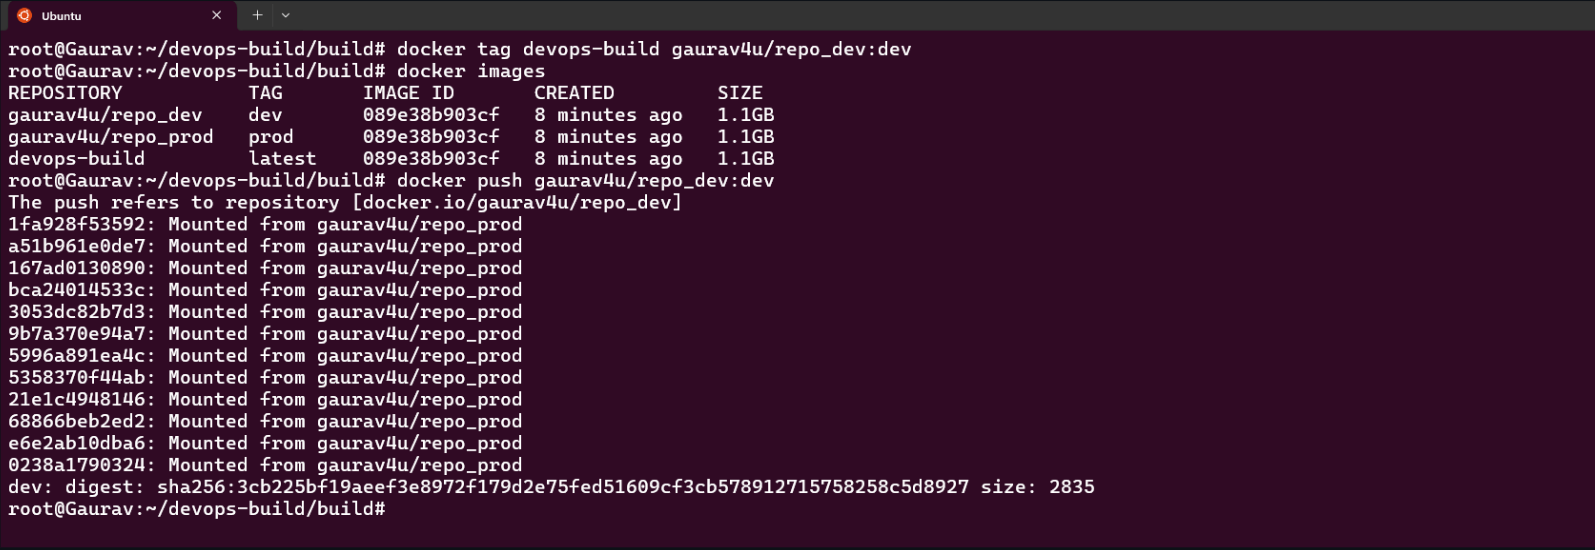 Ubuntu
root@Gaurav:~/devops-build/build# docker tag devops-build gaurav4u/repo_dev:dev
root@Gaurav:~/devops-build/build# docker images
REPOSITORY TAG IMAGE ID CREATED SIZE
gaurav4u/repo_dev dev 089e38b903cf 8 minutes ago 1.1GB
gaurav4u/repo_prod prod 089e38b903cf 8 minutes ago 1.1GB
devops-build latest 089e38b903cf 8 minutes ago 1.1GB
root@Gaurav:~/devops-build/build# docker push gaurav4u/repo_dev:dev
The push refers to repository [docker.io/gaurav4u/repo_dev]
1fa928f53592: Mounted from gaurav4u/repo_prod
a51b961e0de7: Mounted from gaurav4u/repo_prod
167ad0130890: Mounted from gaurav4u/repo_prod
bca24014533c: Mounted from gaurav4u/repo_prod
3053dc82b7d3: Mounted from gaurav4u/repo_prod
9b7a370e94a7: Mounted from gaurav4u/repo_prod
5996a891ea4c: Mounted from gaurav4u/repo_prod
5358370f44ab: Mounted from gaurav4u/repo_prod
21e1c4948146: Mounted from gaurav4u/repo_prod
68866beb2ed2: Mounted from gaurav4u/repo_prod
e6e2ab10dba6: Mounted from gaurav4u/repo_prod
0238a1790324: Mounted from gaurav4u/repo_prod
dev: digest: sha256:3cb225bf19aeef3e8972f179d2e75fed51609cf3cb578912715758258c5d8927 size: 2835
root@Gaurav:~/devops-build/build#